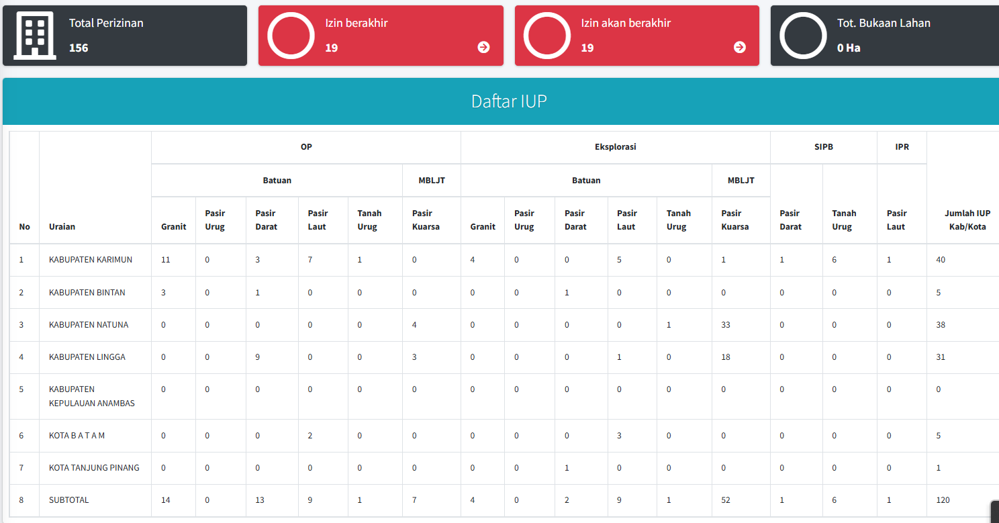 Total Perizinan
156
Izin berakhir
19
Izin akan berakhir
19
Tot. Bukaan Lahan
0 Ha
Daftar IUP
No Uraian OP Eksplorasi SIPB IPR Jumlah IUP Kab/Kota
Batuan MBLJT Batuan MBLJT
Granit Pasir Urug Pasir Darat Pasir Laut Tanah Urug Pasir Kuarsa Granit Pasir Urug Pasir Darat Pasir Laut Tanah Urug Pasir Kuarsa Pasir Darat Tanah Urug Pasir Laut
1 KABUPATEN KARIMUN 11 0 3 7 1 0 4 0 0 5 0 1 1 6 1 40
2 KABUPATEN BINTAN 3 0 1 0 0 0 0 0 1 0 0 0 0 0 0 5
3 KABUPATEN NATUNA 0 0 0 0 0 4 0 0 0 0 1 33 0 0 0 38
4 KABUPATEN LINGGA 0 0 9 0 0 3 0 0 0 1 0 18 0 0 0 31
5 KABUPATEN KEPULAUAN ANAMBAS 0 0 0 0 0 0 0 0 0 0 0 0 0 0 0 0
6 KOTA B A T A M 0 0 0 2 0 0 0 0 0 3 0 0 0 0 0 5
7 KOTA TANJUNG PINANG 0 0 0 0 0 0 0 0 1 0 0 0 0 0 0 1
8 SUBTOTAL 14 0 13 9 1 7 4 0 2 9 1 52 1 6 1 120